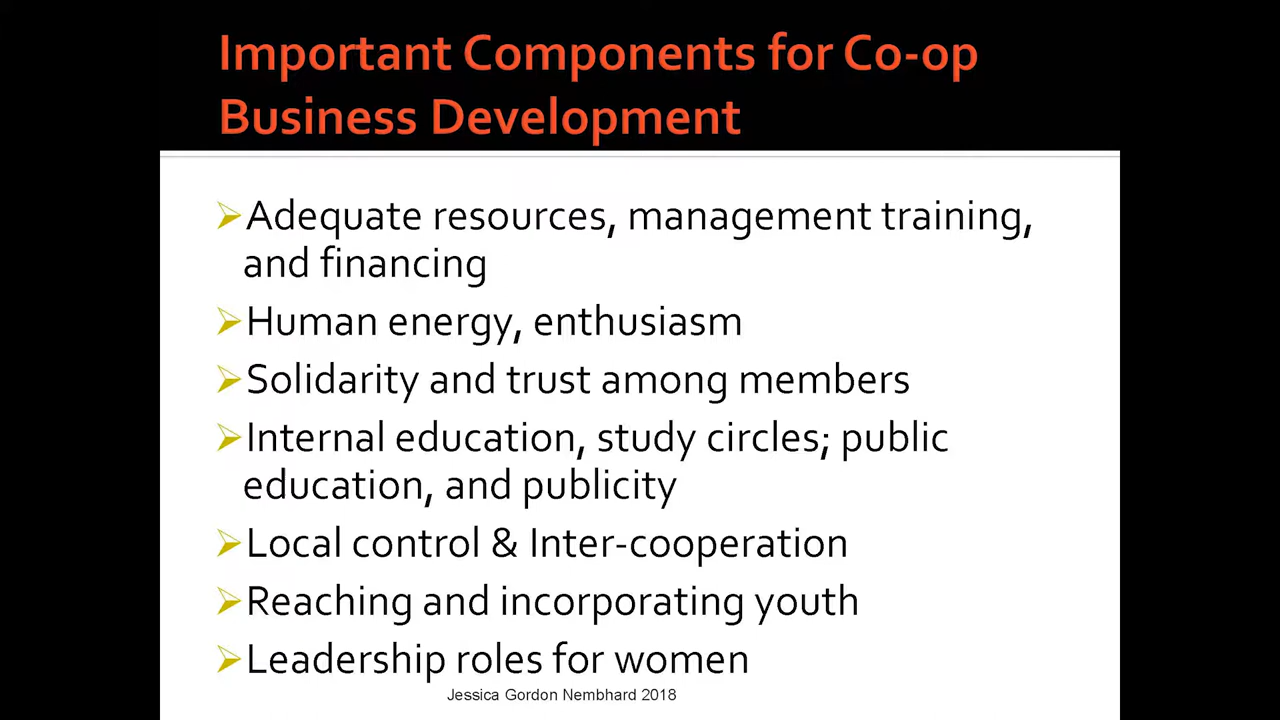 Important Components for Co-op
Business Development
Adequate resources, management training,
and financing
Human energy, enthusiasm
Solidarity and trust among members
Internal education, study circles; public
education, and publicity
Local control & Inter-cooperation
Reaching and incorporating youth
Leadership roles for women
Jessica Gordon Nembhard 2018